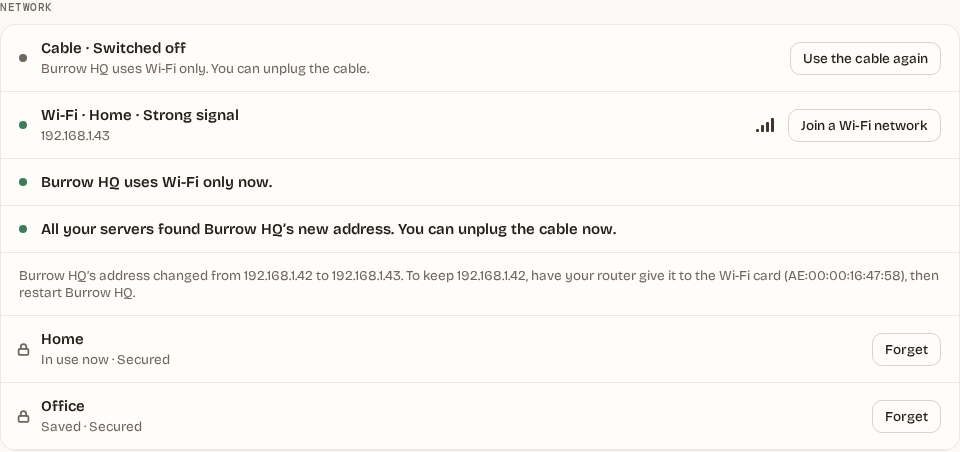 NETWORK
Cable · Switched off
Burrow HQ uses Wi-Fi only. You can unplug the cable.
Use the cable again
Wi-Fi · Home · Strong signal
192.168.1.43
Join a Wi-Fi network
Burrow HQ uses Wi-Fi only now.
All your servers found Burrow HQ's new address. You can unplug the cable now.
Burrow HQ's address changed from 192.168.1.42 to 192.168.1.43. To keep 192.168.1.42, have your router give it to the Wi-Fi card (AE:00:00:16:47:58), then
restart Burrow HQ.
Home
In use now · Secured
Forget
Office
Saved · Secured
Forget